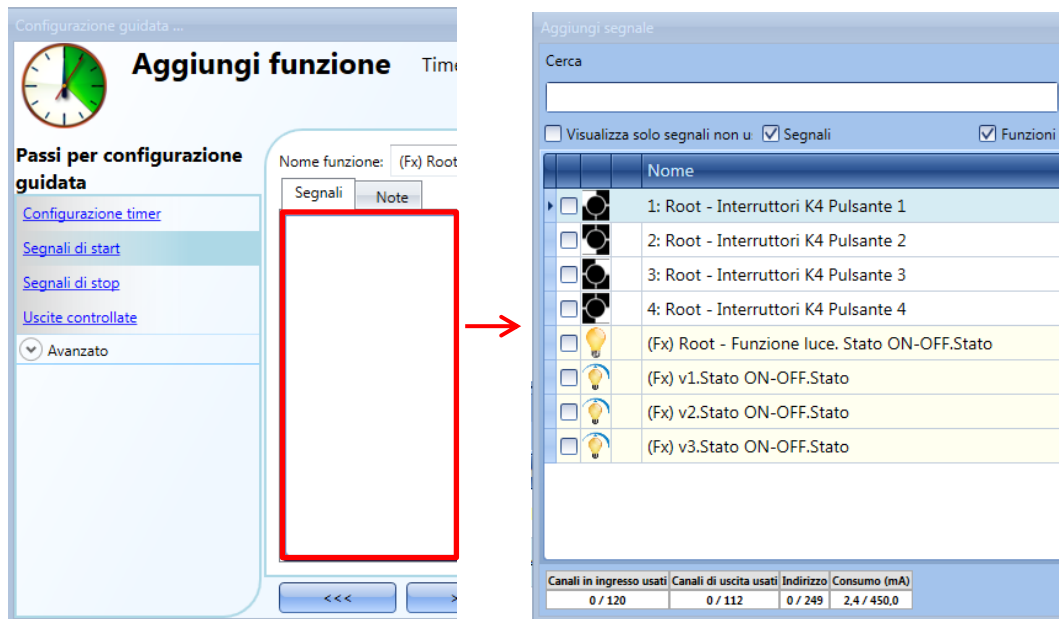 Configurazione guidata ...
Aggiungi funzione
Time
Passi per configurazione
guidata
Configurazione timer
Segnali di start
Segnali di stop
Uscite controllate
Avanzato
Nome funzione: (Fx) Root
Segnali Note
<<< >
Aggiungi segnale
Cerca
Visualizza solo segnali non u Segnali Funzioni
Nome
1: Root - Interruttori K4 Pulsante 1
2: Root - Interruttori K4 Pulsante 2
3: Root - Interruttori K4 Pulsante 3
4: Root - Interruttori K4 Pulsante 4
(Fx) Root - Funzione luce. Stato ON-OFF.Stato
(Fx) v1.Stato ON-OFF.Stato
(Fx) v2.Stato ON-OFF.Stato
(Fx) v3.Stato ON-OFF.Stato
Canali in ingresso usati Canali di uscita usati Indirizzo Consumo (mA)
0 / 120 0 / 112 0 / 249 2,4 / 450,0